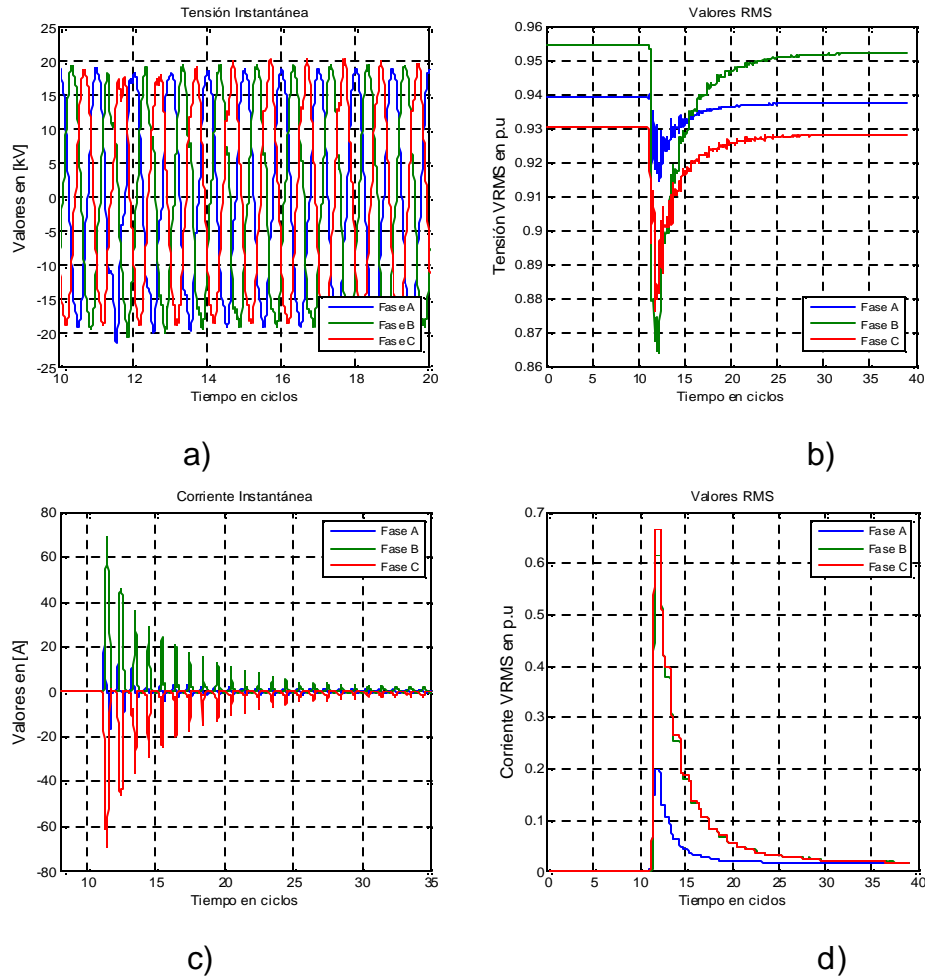 Tensión Instantánea
Valores en [kV]
25
20
15
10
5
0
-5
-10
-15
-20
-25
10
12
14
16
18
20
Tiempo en ciclos
Fase A
Fase B
Fase C
a)
Valores RMS
Tensión VRMS en p.u
0.96
0.95
0.94
0.93
0.92
0.91
0.9
0.89
0.88
0.87
0.86
0
5
10
15
20
25
30
35
40
Tiempo en ciclos
Fase A
Fase B
Fase C
b)
Corriente Instantánea
Valores en [A]
80
60
40
20
0
-20
-40
-60
-80
10
15
20
25
30
35
Tiempo en ciclos
Fase A
Fase B
Fase C
c)
Valores RMS
Corriente VRMS en p.u
0.7
0.6
0.5
0.4
0.3
0.2
0.1
0
0
5
10
15
20
25
30
35
40
Tiempo en ciclos
Fase A
Fase B
Fase C
d)